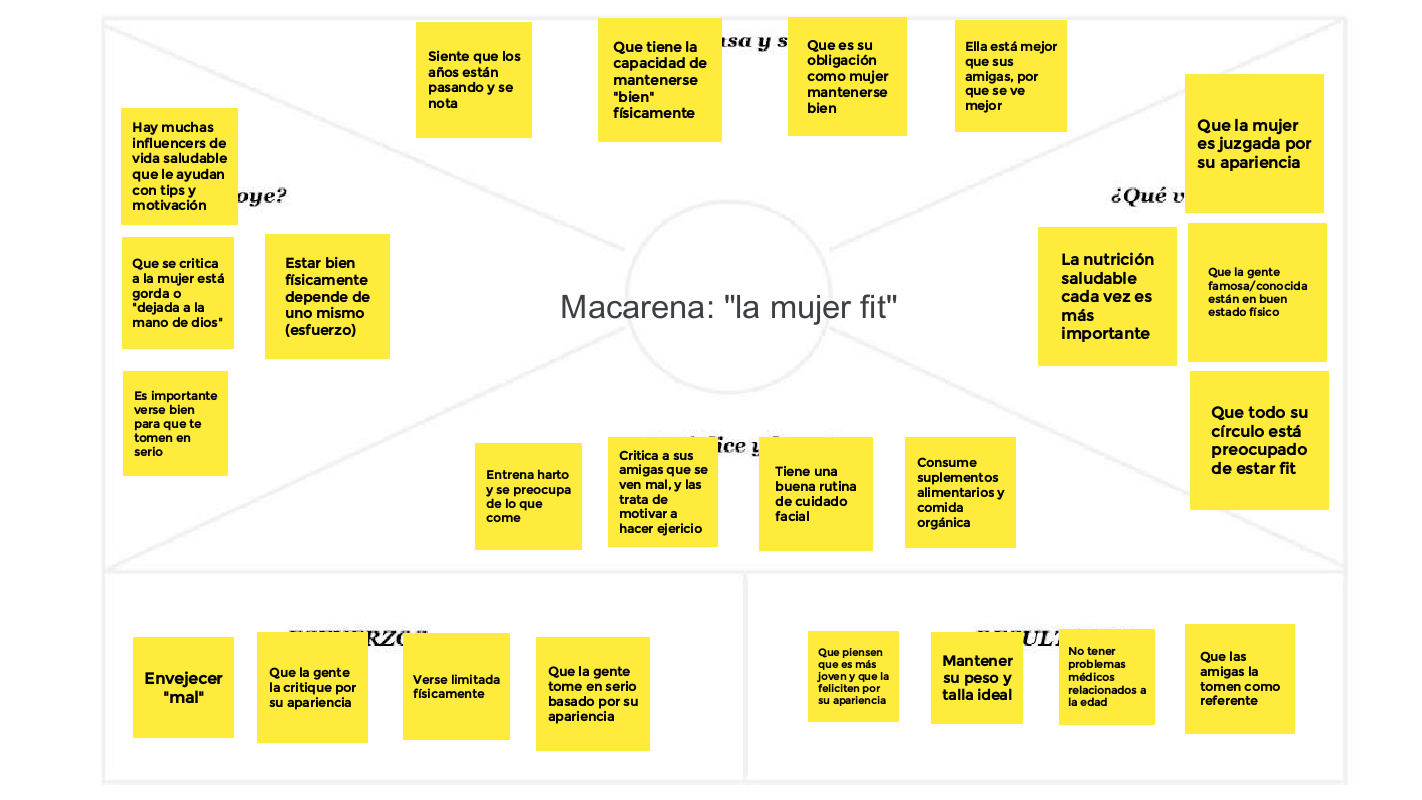 Siente que los
años están
pasando y se
nota
Que tiene la
capacidad de
mantenerse
"bien"
físicamente
y s
Que es su
obligación
como mujer
mantenerse
bien
Ella está mejor
que sus
amigas, por
que se ve
mejor
Hay muchas
influencers de
vida saludable
que le ayudan
con tips y
motivación
oye?
Que se critica
a la mujer está
gorda o
"dejada a la
mano de dios"
Estar bien
físicamente
depende de
uno mismo
(esfuerzo)
Es importante
verse bien
para que te
tomen en
serio
Macarena: "la mujer fit"
¿Qué v
Que la mujer
es juzgada por
su apariencia
La nutrición
saludable
cada vez es
más
importante
Que la gente
famosa/conocida
están en buen
estado físico
Que todo su
círculo está
preocupado
de estar fit
Entrena harto
y se preocupa
de lo que
come
Critica a sus
amigas que se
ven mal, y las
trata de
motivar a
hacer ejericio
ice y
Tiene una
buena rutina
de cuidado
facial
Consume
suplementos
alimentarios y
comida
orgánica
Envejecer
"mal"
Que la gente
la critique por
su apariencia
Verse limitada
físicamente
Que la gente
tome en serio
basado por su
apariencia
Que piensen
que es más
joven y que la
feliciten por
su apariencia
Mantener
su peso y
talla ideal
No tener
problemas
médicos
relacionados a
la edad
Que las
amigas la
tomen como
referente